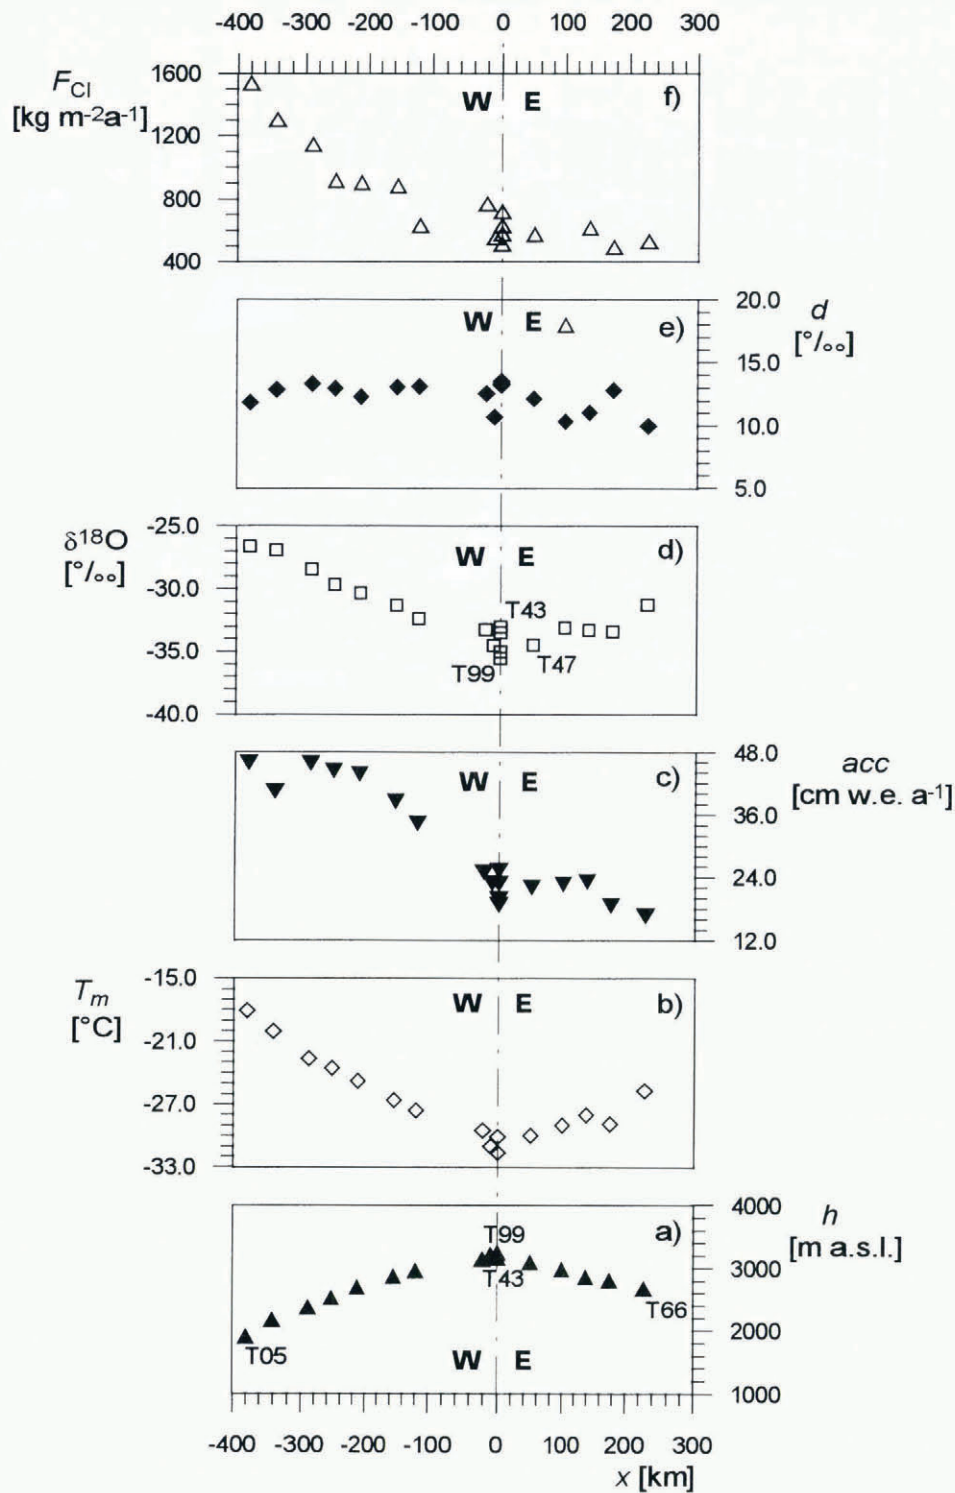 -400 -300 -200 -100 0 100 200 300
F_Cl
[kg m-2a-1]
1600
1200
800
400
W E
f)
W E
e)
20.0
15.0
10.0
5.0
d
[°/∘∘]
δ18O
[°/∘∘]
-25.0
-30.0
-35.0
-40.0
W E
d)
T43
T99
T47
W E
c)
48.0
36.0
24.0
12.0
acc
[cm w.e. a-1]
Tm
[°C]
-15.0
-21.0
-27.0
-33.0
W E
b)
T99
T43
T05
T66
W E
a)
4000
3000
2000
1000
h
[m a.s.l.]
-400 -300 -200 -100 0 100 200 300
x [km]